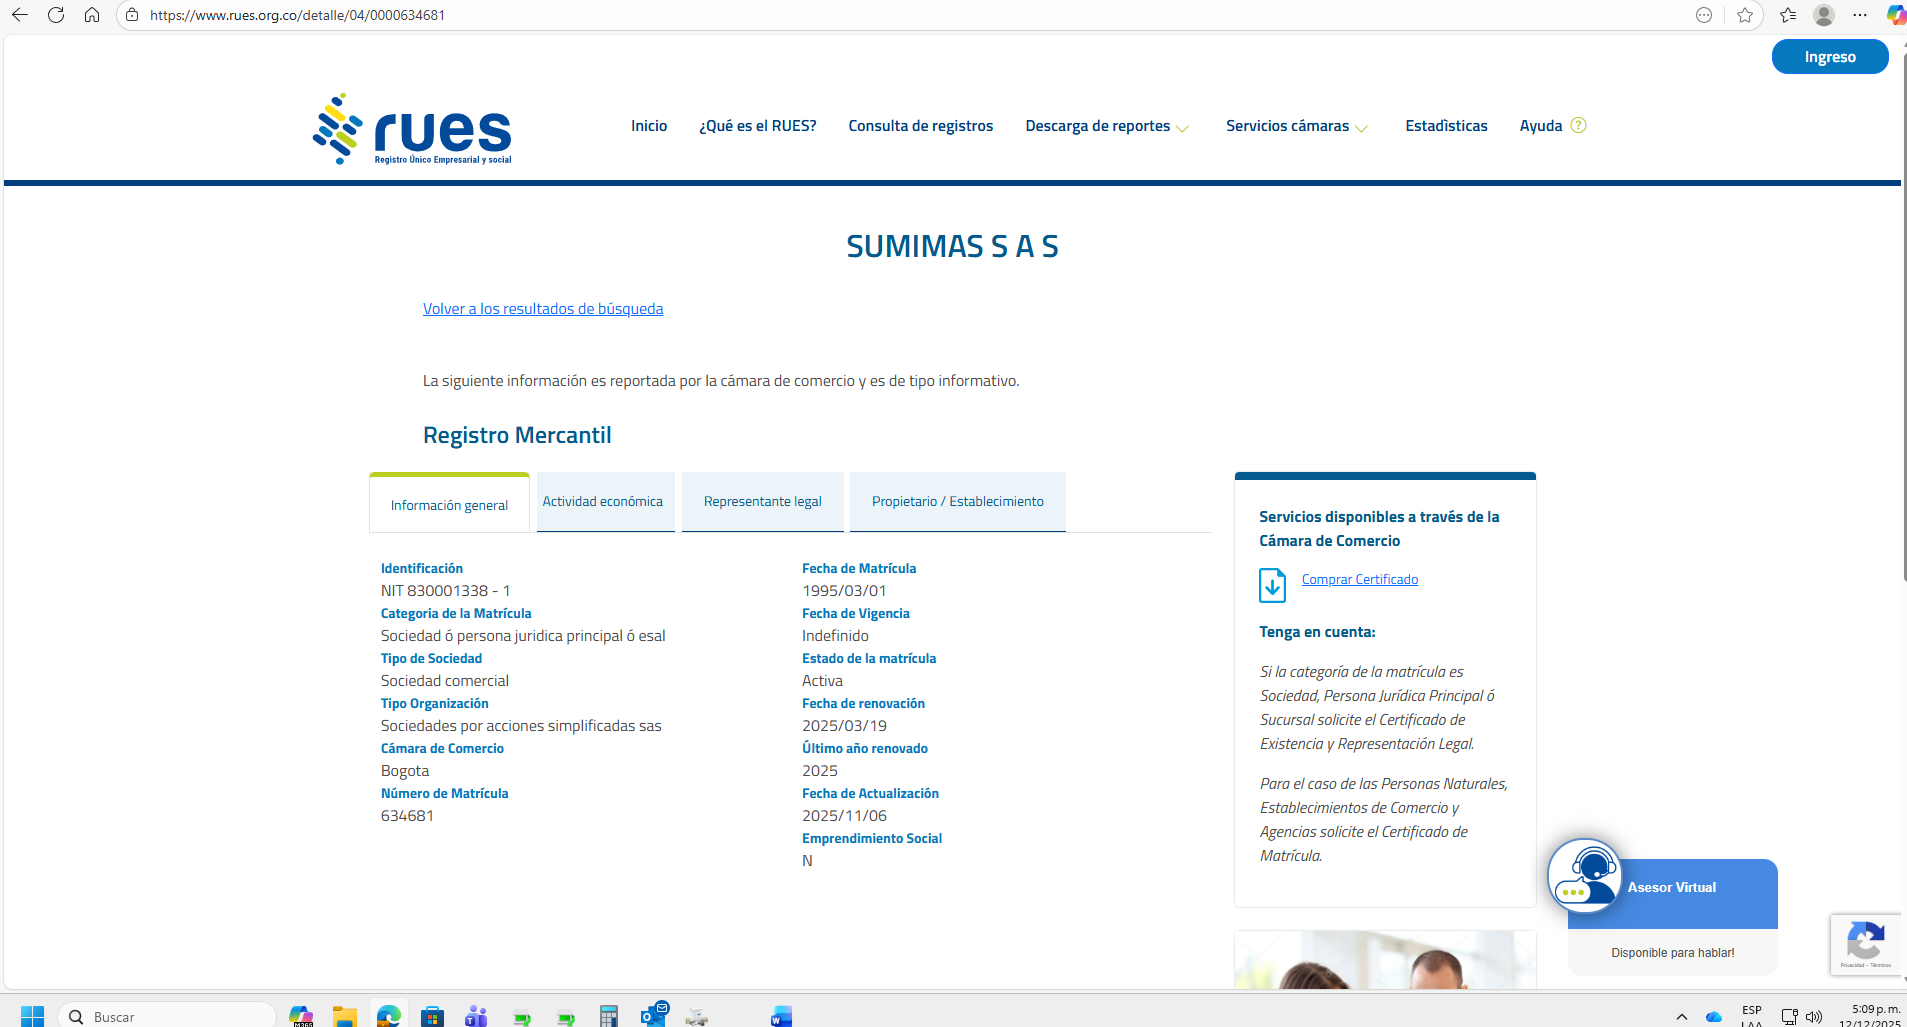 https://www.rues.org.co/detalle/04/0000634681
Ingreso
rues
Registro Único Empresarial y social
Inicio
¿Qué es el RUES?
Consulta de registros
Descarga de reportes
Servicios cámaras
Estadìsticas
Ayuda ?
SUMIMAS S A S
Volver a los resultados de búsqueda
La siguiente información es reportada por la cámara de comercio y es de tipo informativo.
Registro Mercantil
Información general
Actividad económica
Representante legal
Propietario / Establecimiento
Identificación
NIT 830001338 - 1
Categoria de la Matrícula
Sociedad ó persona juridica principal ó esal
Tipo de Sociedad
Sociedad comercial
Tipo Organización
Sociedades por acciones simplificadas sas
Cámara de Comercio
Bogota
Número de Matrícula
634681
Fecha de Matrícula
1995/03/01
Fecha de Vigencia
Indefinido
Estado de la matrícula
Activa
Fecha de renovación
2025/03/19
Último año renovado
2025
Fecha de Actualización
2025/11/06
Emprendimiento Social
N
Servicios disponibles a través de la
Cámara de Comercio
Comprar Certificado
Tenga en cuenta:
Si la categoría de la matrícula es
Sociedad, Persona Jurídica Principal ó
Sucursal solicite el Certificado de
Existencia y Representación Legal.
Para el caso de las Personas Naturales,
Establecimientos de Comercio y
Agencias solicite el Certificado de
Matrícula.
Asesor Virtual
Disponible para hablar!
Privacidad - Términos
Buscar
M365
ESP
LAA
5:09 p. m.
12/12/2025